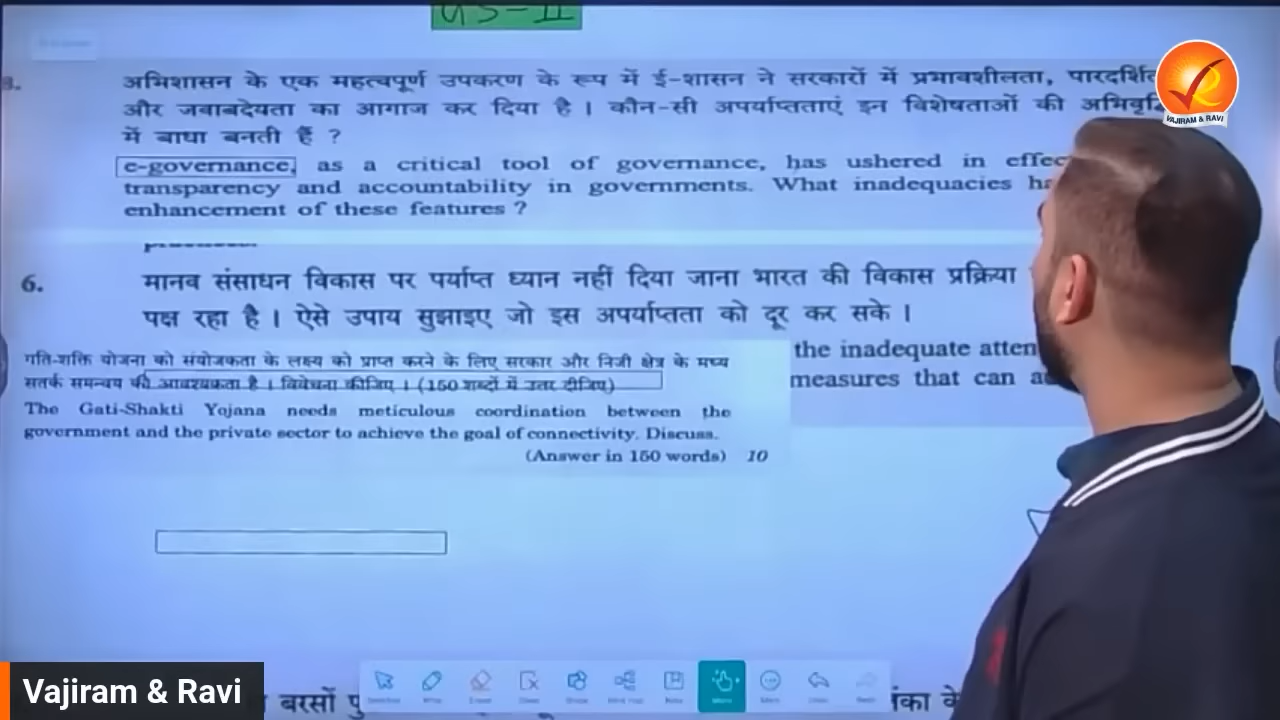 GS-II
अभिशासन के एक महत्वपूर्ण उपकरण के रूप में ई-शासन ने सरकारों में प्रभावशीलता,
और जवाबदेयता का आगाज कर दिया है । कौन-सी अपर्याप्तताएं इन विशेषताओं की
में बाधा बनती हैं ?
e-governance, as a critical tool of governance, has ushered in
transparency and accountability in governments. What inadequacies
enhancement of these features ?
6. मानव संसाधन विकास पर पर्याप्त ध्यान नहीं दिया जाना भारत की विकास प्रक्रिया
पक्ष रहा है । ऐसे उपाय सुझाइए जो इस अपर्याप्तता को दूर कर सके ।
the inadequate
measures that can
गति-शक्ति योजना को संयोजकता के लक्ष्य को प्राप्त करने के लिए सरकार और निजी क्षेत्र के मध्य
सतर्क समन्वय की आवश्यकता है । विवेचना कीजिए । (150 शब्दों में उत्तर दीजिए)
The Gati-Shakti Yojana needs meticulous coordination between the
government and the private sector to achieve the goal of connectivity. Discuss.
(Answer in 150 words) 10
VAJIRAM & RAVI
Vajiram & Ravi
बरसों